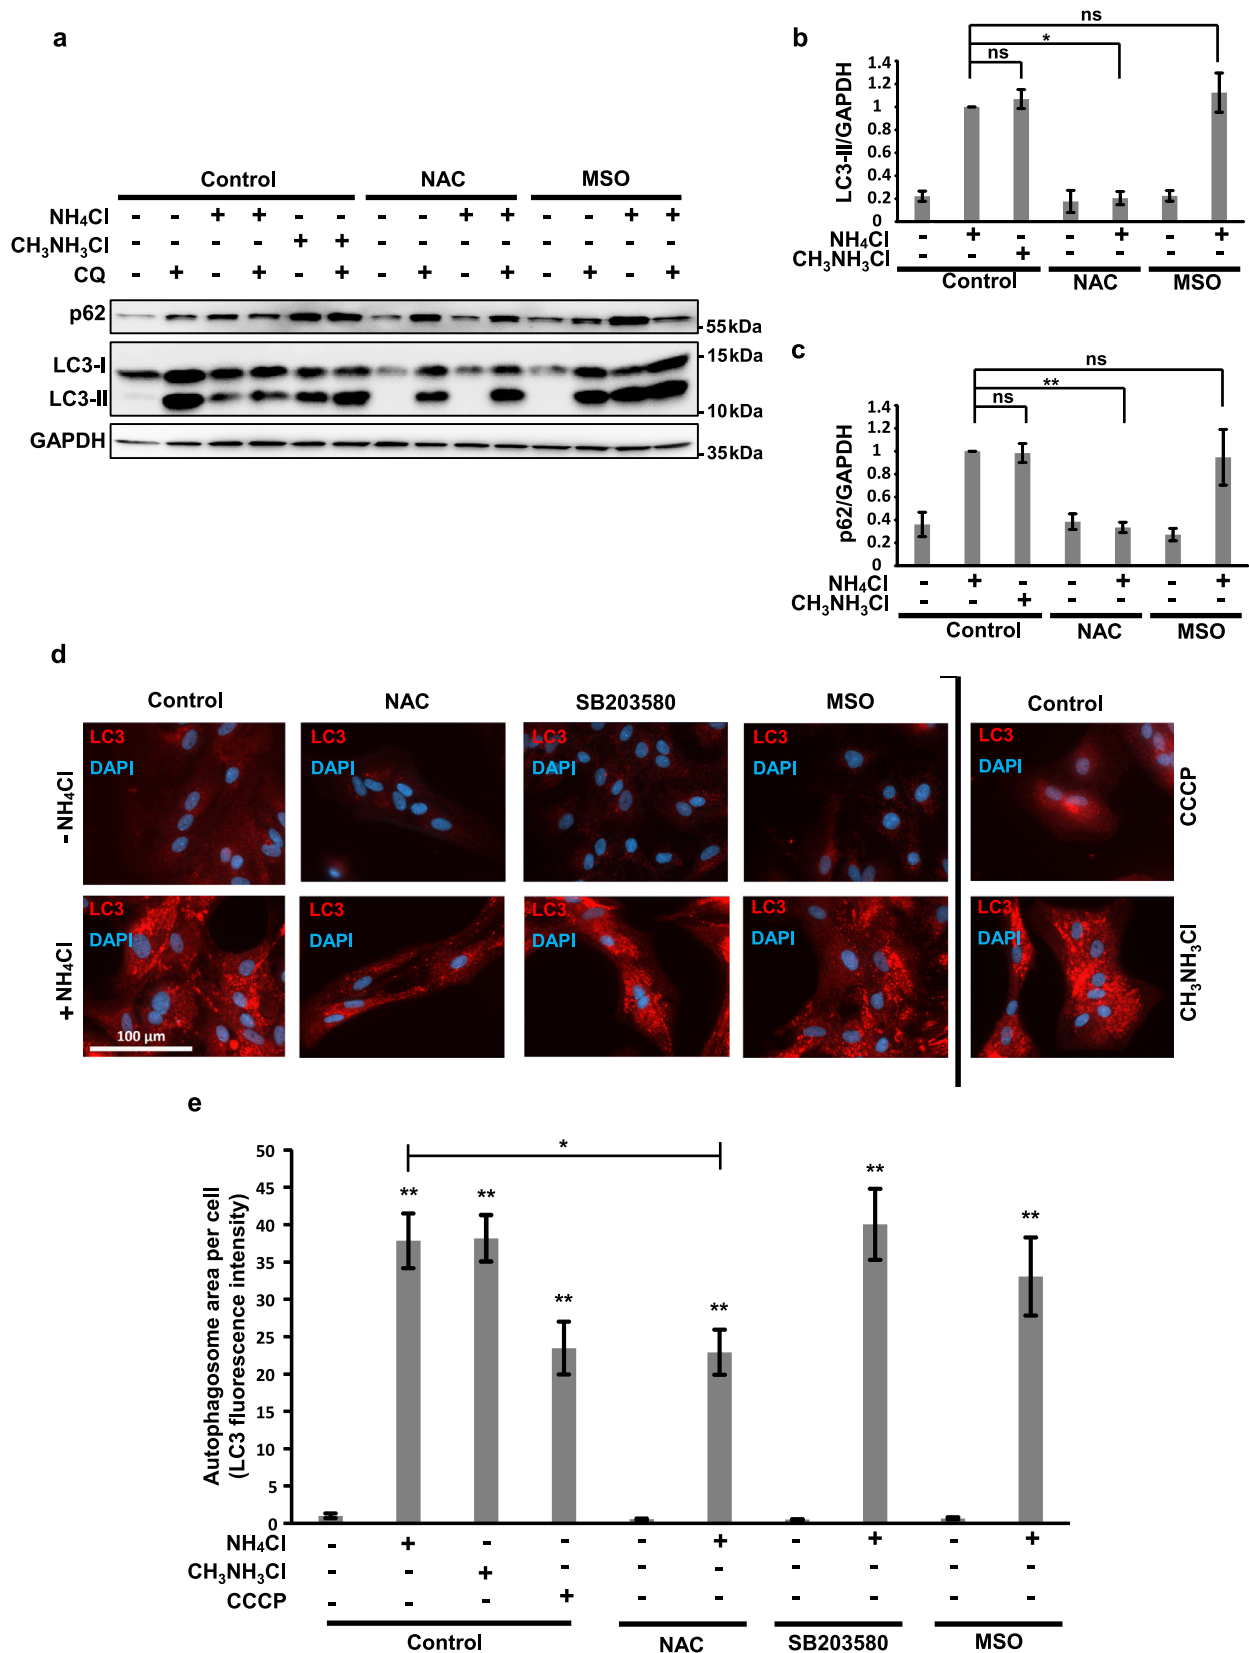 a
Control NAC MSO
NH₄Cl - - + + - - - - + + - - + +
CH₃NH₃Cl - - - - + + - - - - - - - -
CQ - + - + - + - + - + - + - +
p62
55kDa
LC3-I
15kDa
LC3-II
10kDa
GAPDH
35kDa
b
ns
*
ns
LC3-II/GAPDH
1.4
1.2
1
0.8
0.6
0.4
0.2
0
NH₄Cl - + - - + - +
CH₃NH₃Cl - - + - - - -
Control NAC MSO
c
ns
**
ns
p62/GAPDH
1.4
1.2
1
0.8
0.6
0.4
0.2
0
NH₄Cl - + - - + - +
CH₃NH₃Cl - - + - - - -
Control NAC MSO
d
Control NAC SB203580 MSO Control
- NH₄Cl
LC3 LC3 LC3 LC3 LC3
DAPI DAPI DAPI DAPI DAPI
CCCP
+ NH₄Cl
LC3 LC3 LC3 LC3 LC3
DAPI DAPI DAPI DAPI DAPI
CH₃NH₃Cl
100 µm
e
Autophagosome area per cell
(LC3 fluorescence intensity)
50
45
40
35
30
25
20
15
10
5
0
*
** ** ** ** ** **
NH₄Cl - + - - - + - + - +
CH₃NH₃Cl - - + - - - - - - -
CCCP - - - + - - - - - -
Control NAC SB203580 MSO